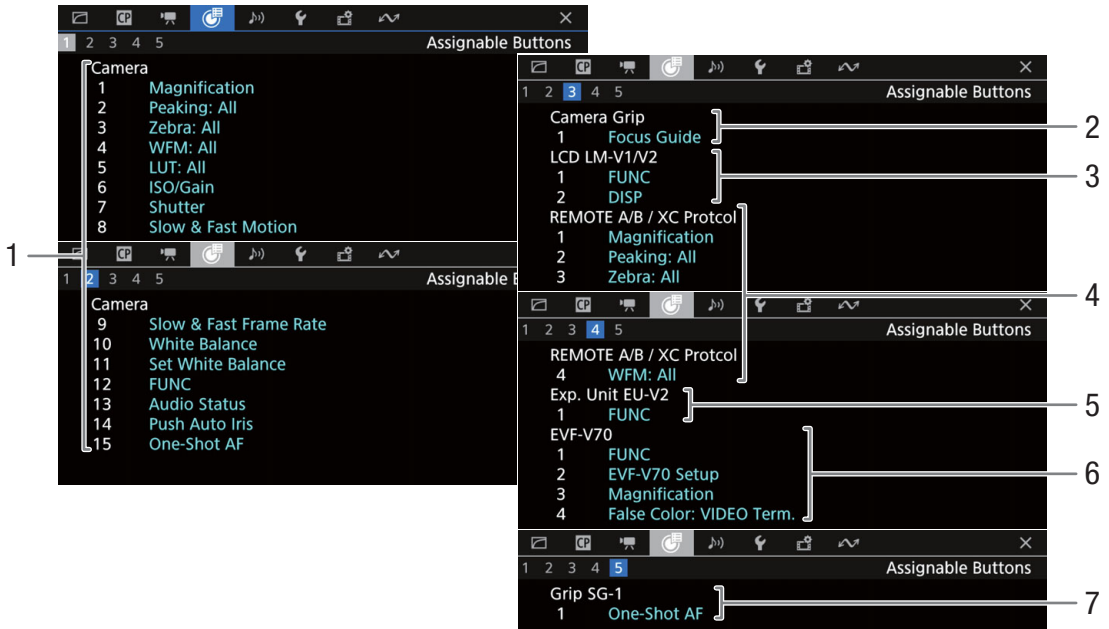 CP
1 2 3 4 5 Assignable Buttons
Camera
1 Magnification
2 Peaking: All
3 Zebra: All
4 WFM: All
5 LUT: All
6 ISO/Gain
7 Shutter
8 Slow & Fast Motion
1
CP
1 2 3 4 5 Assignable B
Camera
9 Slow & Fast Frame Rate
10 White Balance
11 Set White Balance
12 FUNC
13 Audio Status
14 Push Auto Iris
15 One-Shot AF
CP
1 2 3 4 5 Assignable Buttons
Camera Grip
1 Focus Guide
2
LCD LM-V1/V2
1 FUNC
2 DISP
3
REMOTE A/B / XC Protcol
1 Magnification
2 Peaking: All
3 Zebra: All
4
CP
1 2 3 4 5 Assignable Buttons
REMOTE A/B / XC Protcol
4 WFM: All
Exp. Unit EU-V2
1 FUNC
5
EVF-V70
1 FUNC
2 EVF-V70 Setup
3 Magnification
4 False Color: VIDEO Term.
6
CP
1 2 3 4 5 Assignable Buttons
Grip SG-1
1 One-Shot AF
7